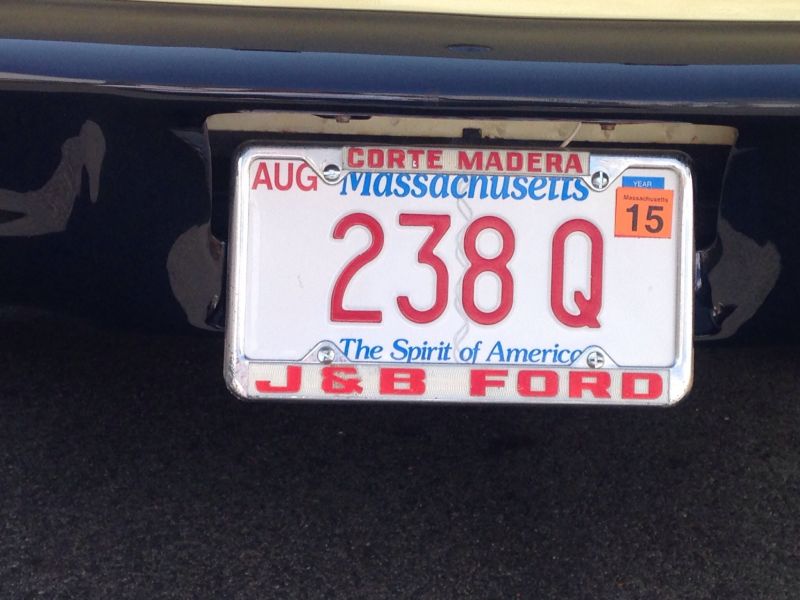 CORTE MADERA
AUG Massachusetts YEAR
Massachusetts
15
238 Q
The Spirit of America
J&B FORD